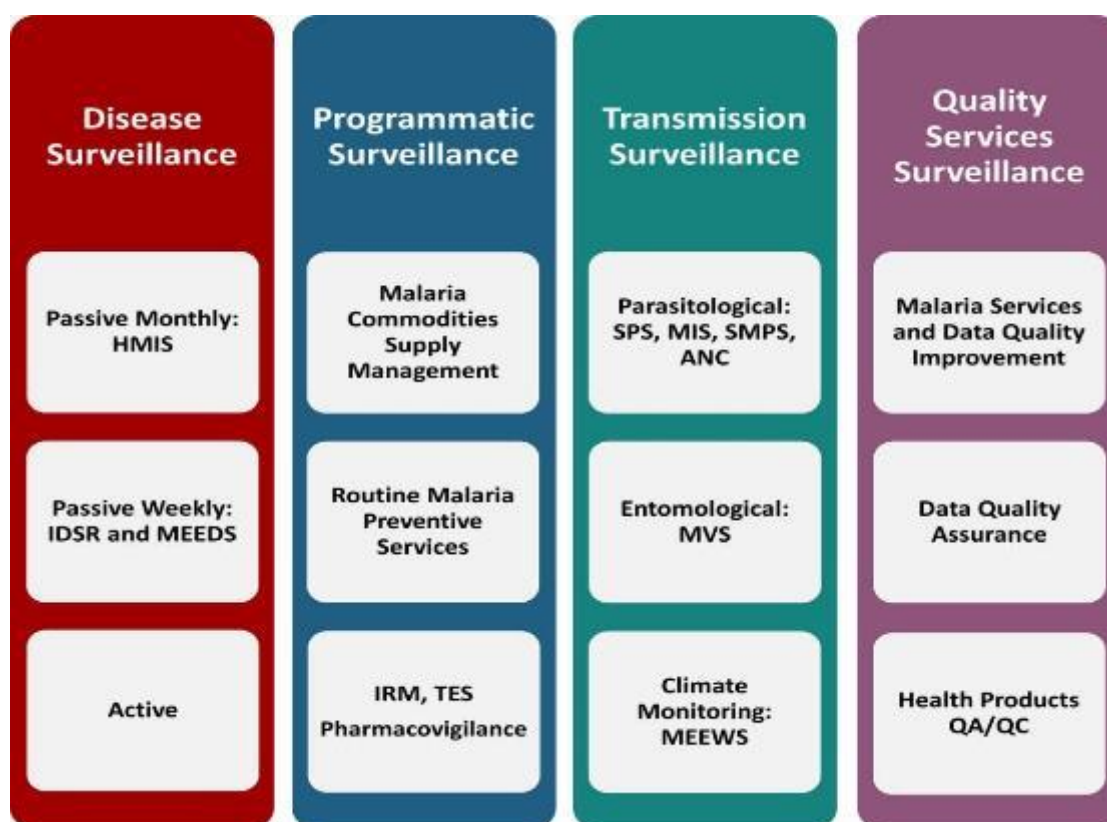 Disease
Surveillance
Passive Monthly:
HMIS
Passive Weekly:
IDSR and MEEDS
Active
Programmatic
Surveillance
Malaria
Commodities
Supply
Management
Routine Malaria
Preventive
Services
IRM, TES
Pharmacovigilance
Transmission
Surveillance
Parasitological:
SPS, MIS, SMPS,
ANC
Entomological:
MVS
Climate
Monitoring:
MEEWS
Quality
Services
Surveillance
Malaria Services
and Data Quality
Improvement
Data Quality
Assurance
Health Products
QA/QC